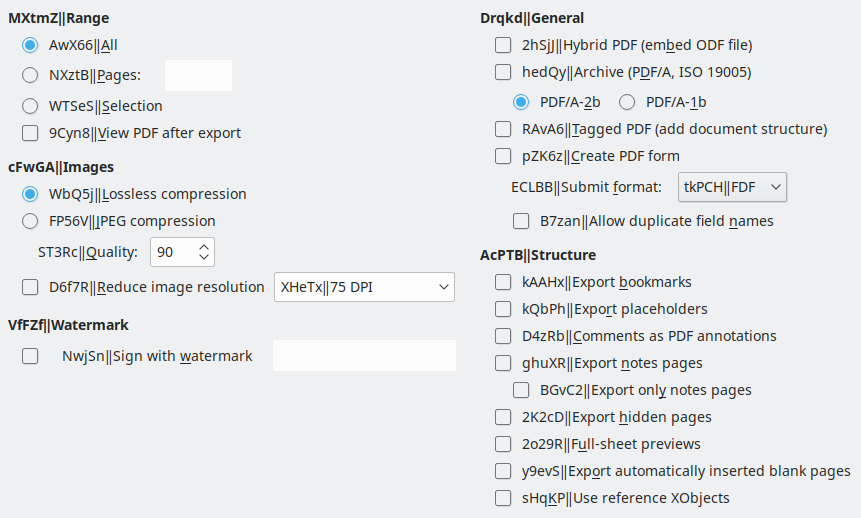 MXtmZ||Range
AwX66||All
NXztB||Pages:
WTSeS||Selection
9Cyn8||View PDF after export
cFwGA||Images
WbQ5j||Lossless compression
FP56V||JPEG compression
ST3Rc||Quality: 90
D6f7R||Reduce image resolution XHeTx||75 DPI
VfFZf||Watermark
NwjSn||Sign with watermark
Drqkd||General
2hSjJ||Hybrid PDF (embed ODF file)
hedQy||Archive (PDF/A, ISO 19005)
PDF/A-2b PDF/A-1b
RAvA6||Tagged PDF (add document structure)
pZK6z||Create PDF form
ECLBB||Submit format: tkPCH||FDF
B7zan||Allow duplicate field names
AcPTB||Structure
kAAHx||Export bookmarks
kQbPh||Export placeholders
D4zRb||Comments as PDF annotations
ghuXR||Export notes pages
BGvC2||Export only notes pages
2K2cD||Export hidden pages
2o29R||Full-sheet previews
y9evS||Export automatically inserted blank pages
sHqKP||Use reference XObjects